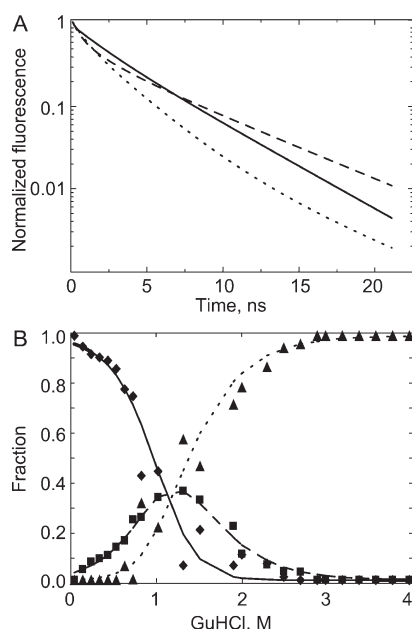 A
Normalized fluorescence
1
0.1
0.01
0 5 10 15 20
Time, ns
B
Fraction
1.0
0.8
0.6
0.4
0.2
0.0
0 1 2 3 4
GuHCl, M